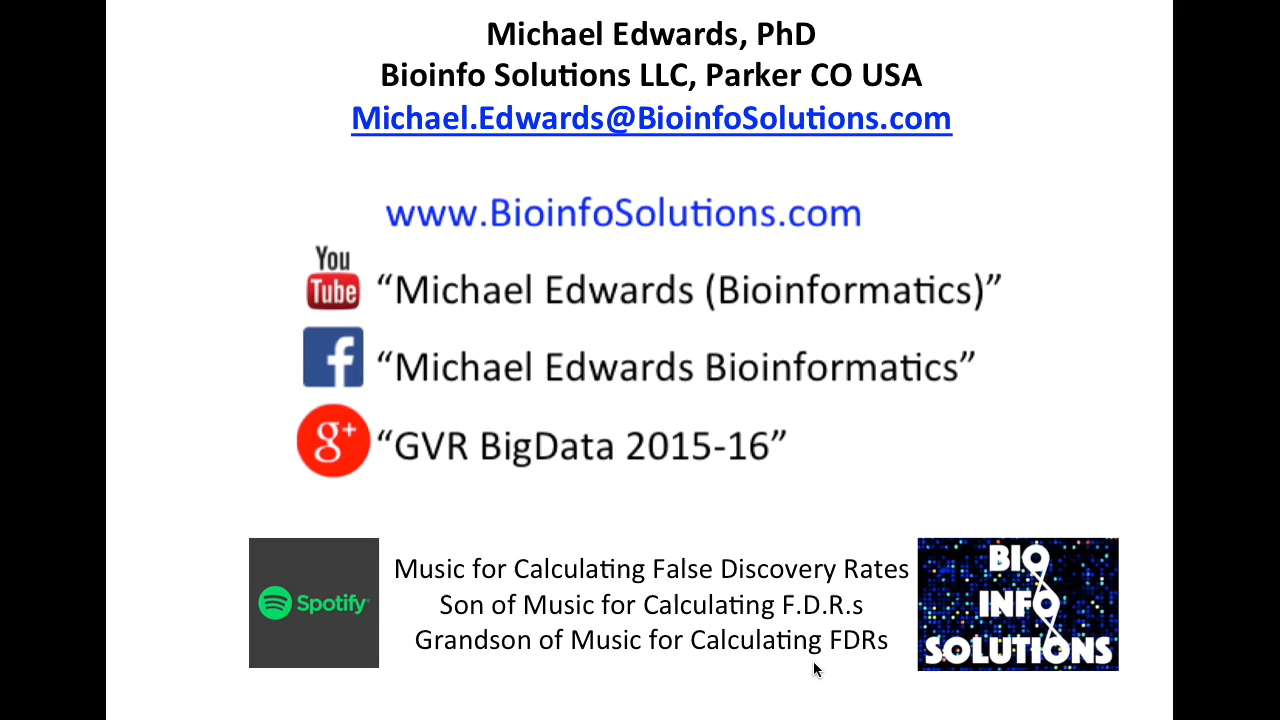 Michael Edwards, PhD
Bioinfo Solutions LLC, Parker CO USA
Michael.Edwards@BioinfoSolutions.com
www.BioinfoSolutions.com
You
Tube
“Michael Edwards (Bioinformatics)”
f
“Michael Edwards Bioinformatics”
g+
“GVR BigData 2015-16”
Spotify
Music for Calculating False Discovery Rates
Son of Music for Calculating F.D.R.s
Grandson of Music for Calculating FDRs
BIO
INFO
SOLUTIONS